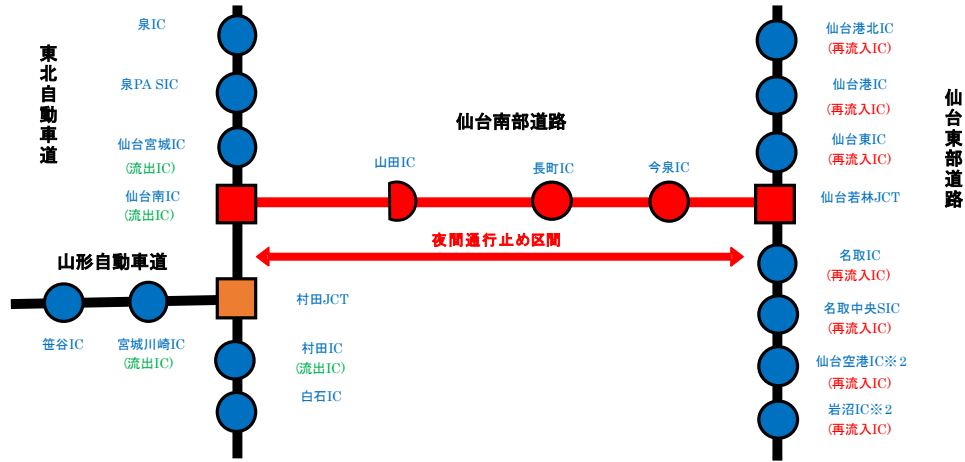 東北自動車道
泉IC
泉PA SIC
仙台宮城IC
(流出IC)
仙台南IC
(流出IC)
山形自動車道
笹谷IC
宮城川崎IC
(流出IC)
村田JCT
村田IC
(流出IC)
白石IC
仙台南部道路
山田IC
長町IC
今泉IC
夜間通行止め区間
仙台港北IC
(再流入IC)
仙台港IC
(再流入IC)
仙台東IC
(再流入IC)
仙台若林JCT
名取IC
(再流入IC)
名取中央SIC
(再流入IC)
仙台空港IC※2
(再流入IC)
岩沼IC※2
(再流入IC)
仙台東部道路